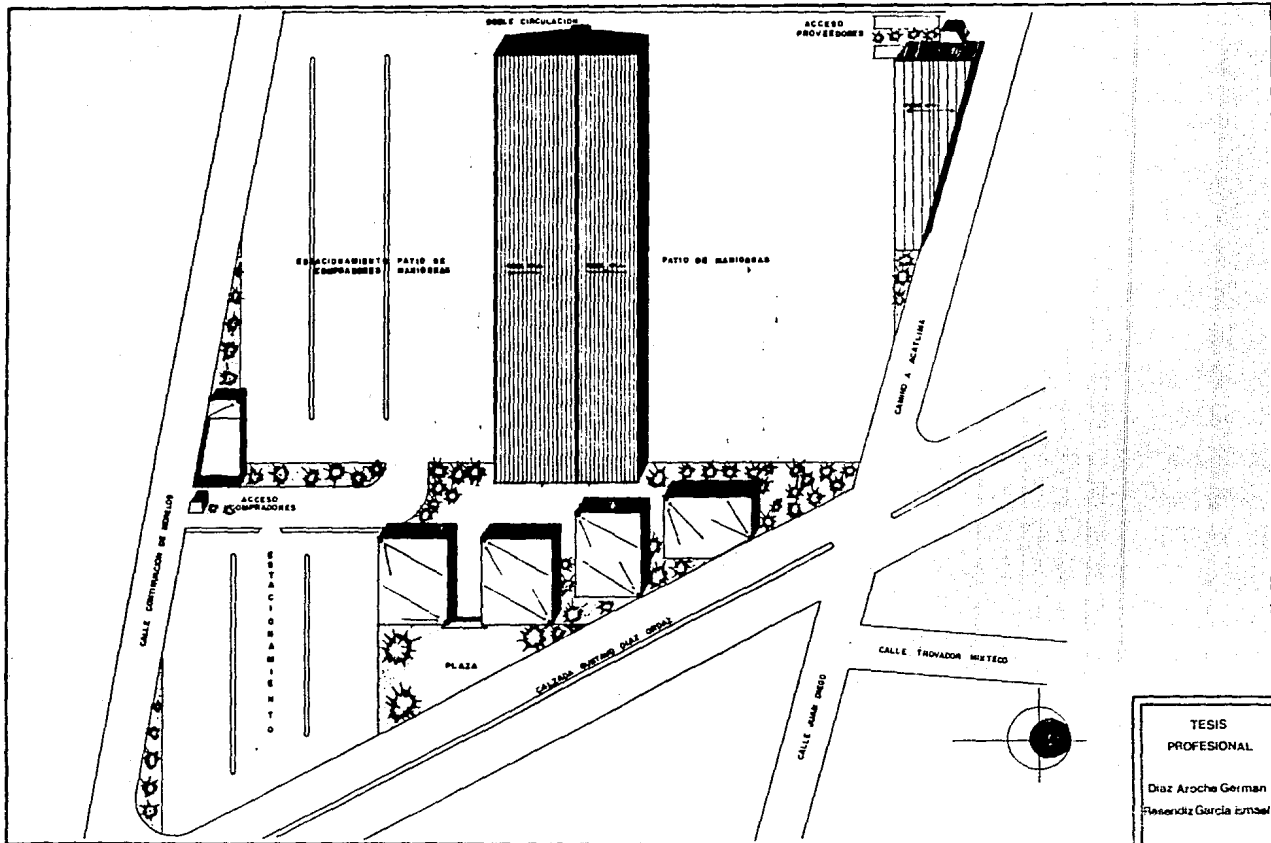 DOBLE CIRCULACION
ACCESO
PROVEEDORES
ESTACIONAMIENTO
COMPRADORES
PATIO DE
MANIOBRAS
PATIO DE MANIOBRAS
CAMINO A ACATLIMA
ACCESO
COMPRADORES
CALLE CONTINUACION DE MORELOS
ESTACIONAMIENTO
PLAZA
CALZADA GUSTAVO DIAZ ORDAZ
CALLE TROVADOR MIXTECO
CALLE JUAN DIEGO
TESIS
PROFESIONAL
Diaz Aroche German
Resendiz García Ismael